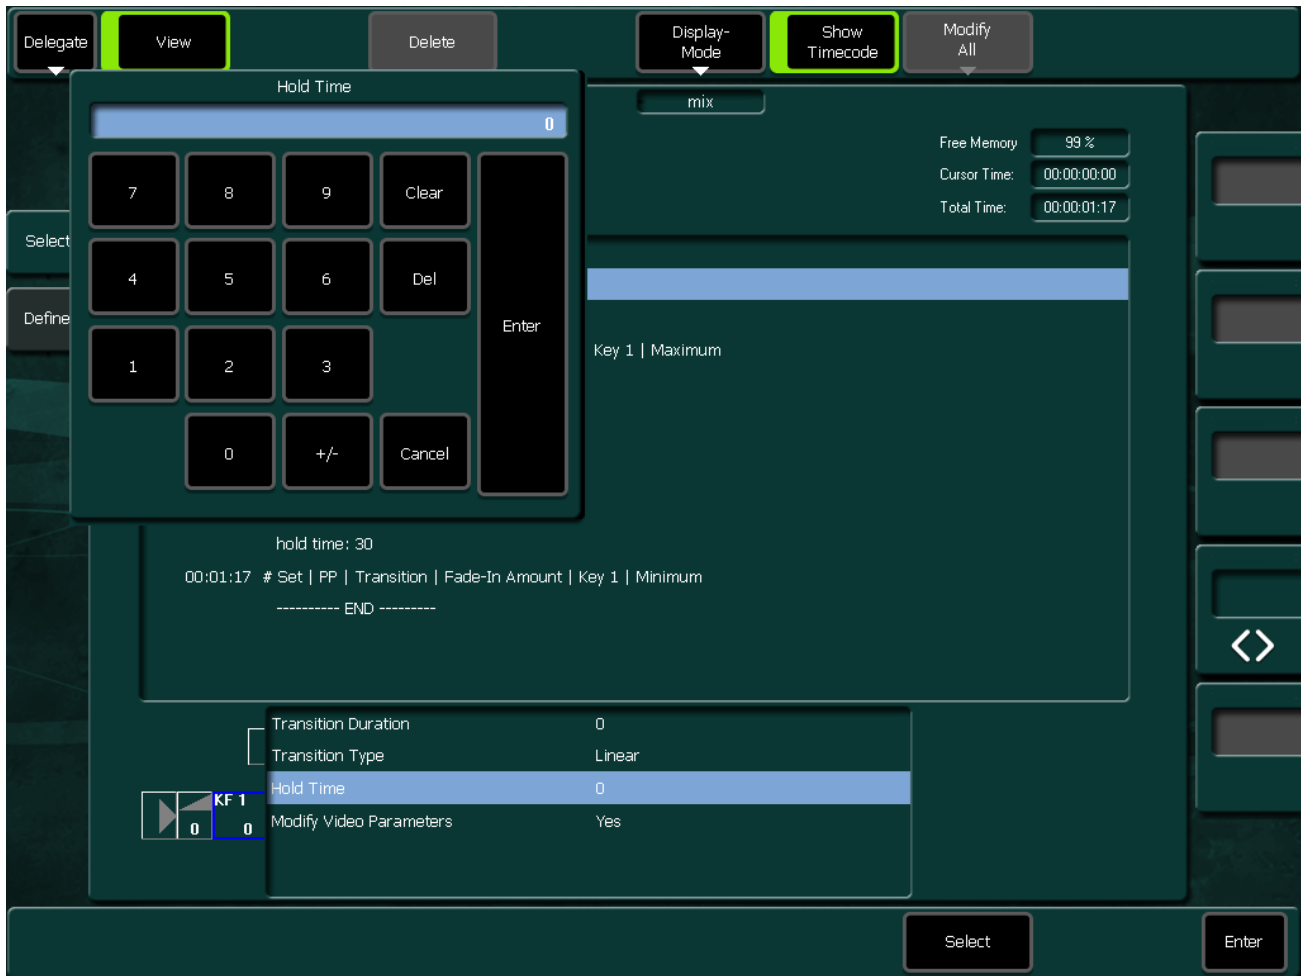 Delegate
View
Delete
Display-
Mode
Show
Timecode
Modify
All
Hold Time
0
mix
Free Memory 99 %
Cursor Time: 00:00:00:00
Total Time: 00:00:01:17
7 8 9 Clear
Select
4 5 6 Del
Define
Enter
1 2 3
Key 1 | Maximum
0 +/- Cancel
hold time: 30
00:01:17 # Set | PP | Transition | Fade-In Amount | Key 1 | Minimum
---------- END ---------
Transition Duration 0
Transition Type Linear
Hold Time 0
KF 1
0 0
Modify Video Parameters Yes
Select
Enter